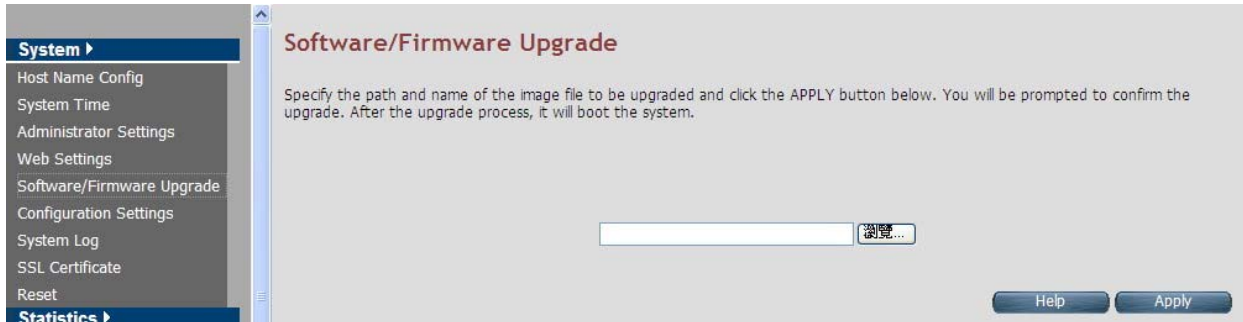 System
Host Name Config
System Time
Administrator Settings
Web Settings
Software/Firmware Upgrade
Configuration Settings
System Log
SSL Certificate
Reset
Statistics
Software/Firmware Upgrade
Specify the path and name of the image file to be upgraded and click the APPLY button below. You will be prompted to confirm the
upgrade. After the upgrade process, it will boot the system.
瀏覽...
Help
Apply